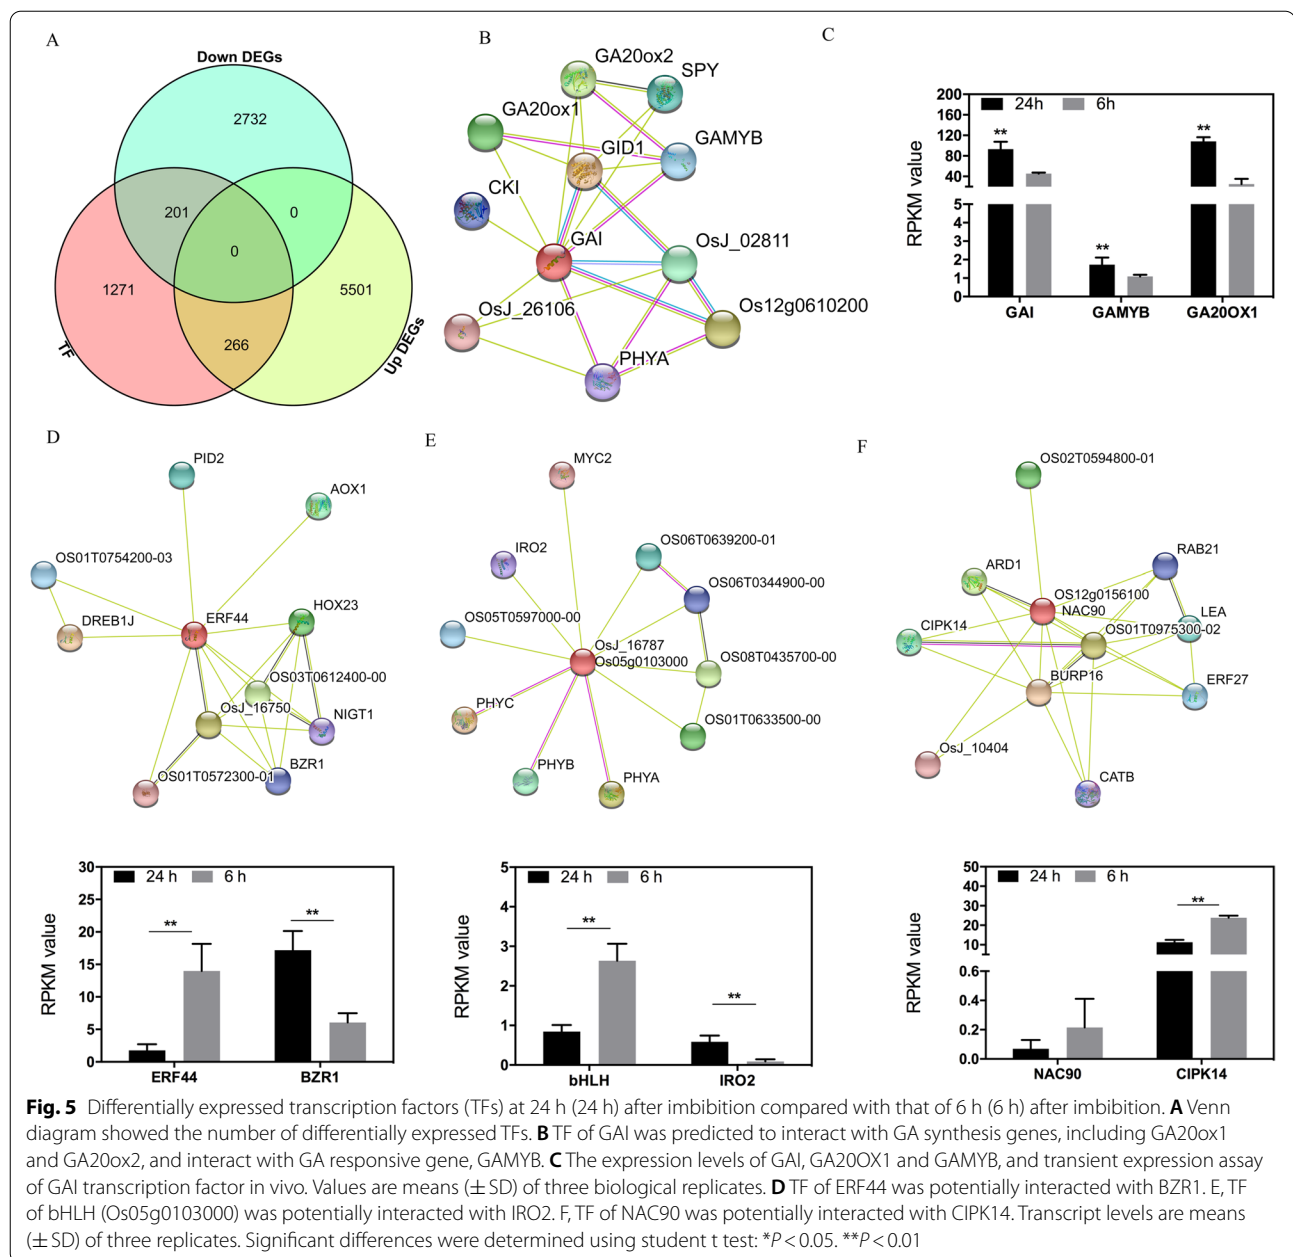 A
Down DEGs
2732
201
0
0
1271
5501
266
TF
Up DEGs
B
GA20ox2
SPY
GA20ox1
GAMYB
GID1
CKI
GAI
OsJ_02811
OsJ_26106
Os12g0610200
PHYA
C
RPKM value
200
160
120
80
40
5
4
3
2
1
0
24h
6h
**
**
**
GAI
GAMYB
GA20OX1
D
PID2
AOX1
OS01T0754200-03
DREB1J
ERF44
HOX23
OS03T0612400-00
OsJ_16750
NIGT1
OS01T0572300-01
BZR1
E
MYC2
IRO2
OS06T0639200-01
OS06T0344900-00
OS05T0597000-00
OsJ_16787
Os05g0103000
OS08T0435700-00
PHYC
OS01T0633500-00
PHYB
PHYA
F
OS02T0594800-01
RAB21
ARD1
OS12g0156100
NAC90
LEA
CIPK14
OS01T0975300-02
BURP16
ERF27
OsJ_10404
CATB
RPKM value
30
25
20
15
10
5
0
24 h
6 h
**
**
ERF44
BZR1
RPKM value
5
4
3
2
1
0
24 h
6 h
**
**
bHLH
IRO2
RPKM value
50
40
30
20
10
0.6
0.4
0.2
0.0
24 h
6 h
**
NAC90
CIPK14
Fig. 5 Differentially expressed transcription factors (TFs) at 24 h (24 h) after imbibition compared with that of 6 h (6 h) after imbibition. A Venn
diagram showed the number of differentially expressed TFs. B TF of GAI was predicted to interact with GA synthesis genes, including GA20ox1
and GA20ox2, and interact with GA responsive gene, GAMYB. C The expression levels of GAI, GA20OX1 and GAMYB, and transient expression assay
of GAI transcription factor in vivo. Values are means (± SD) of three biological replicates. D TF of ERF44 was potentially interacted with BZR1. E, TF
of bHLH (Os05g0103000) was potentially interacted with IRO2. F, TF of NAC90 was potentially interacted with CIPK14. Transcript levels are means
(± SD) of three replicates. Significant differences were determined using student t test: *P < 0.05. **P < 0.01